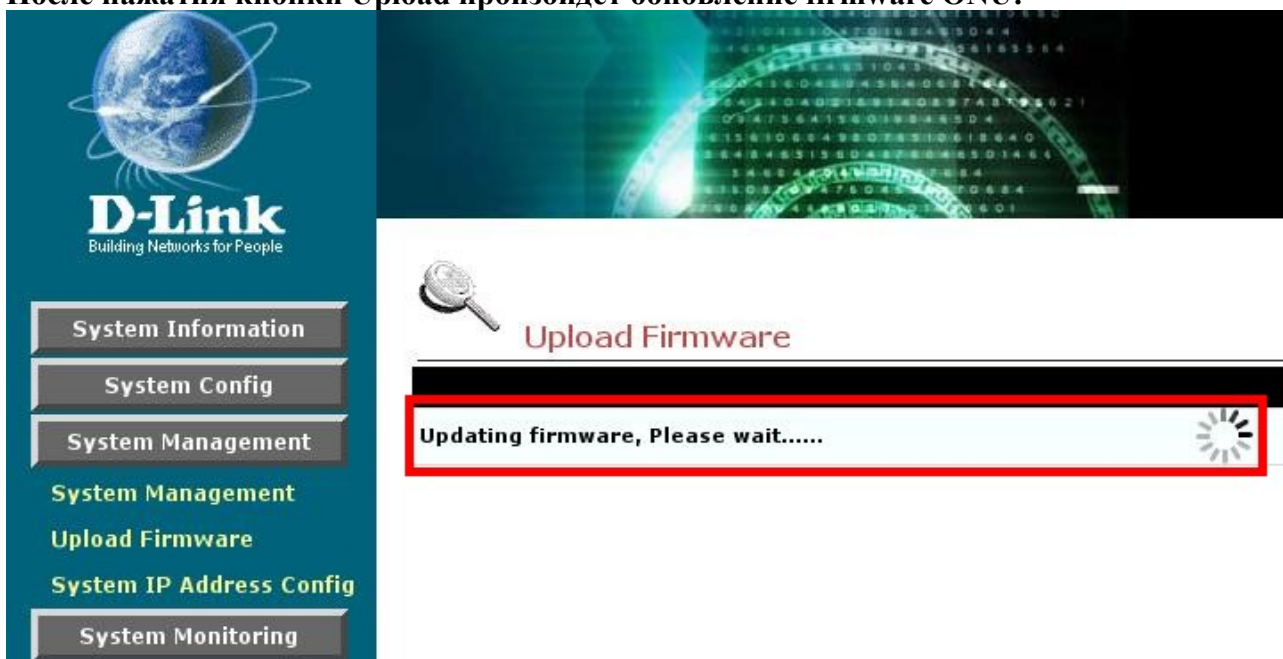 После нажатия кнопки Upload произойдет обновление firmware ONU:
D-Link
Building Networks for People
System Information
System Config
System Management
System Management
Upload Firmware
System IP Address Config
System Monitoring
Upload Firmware
Updating firmware, Please wait......